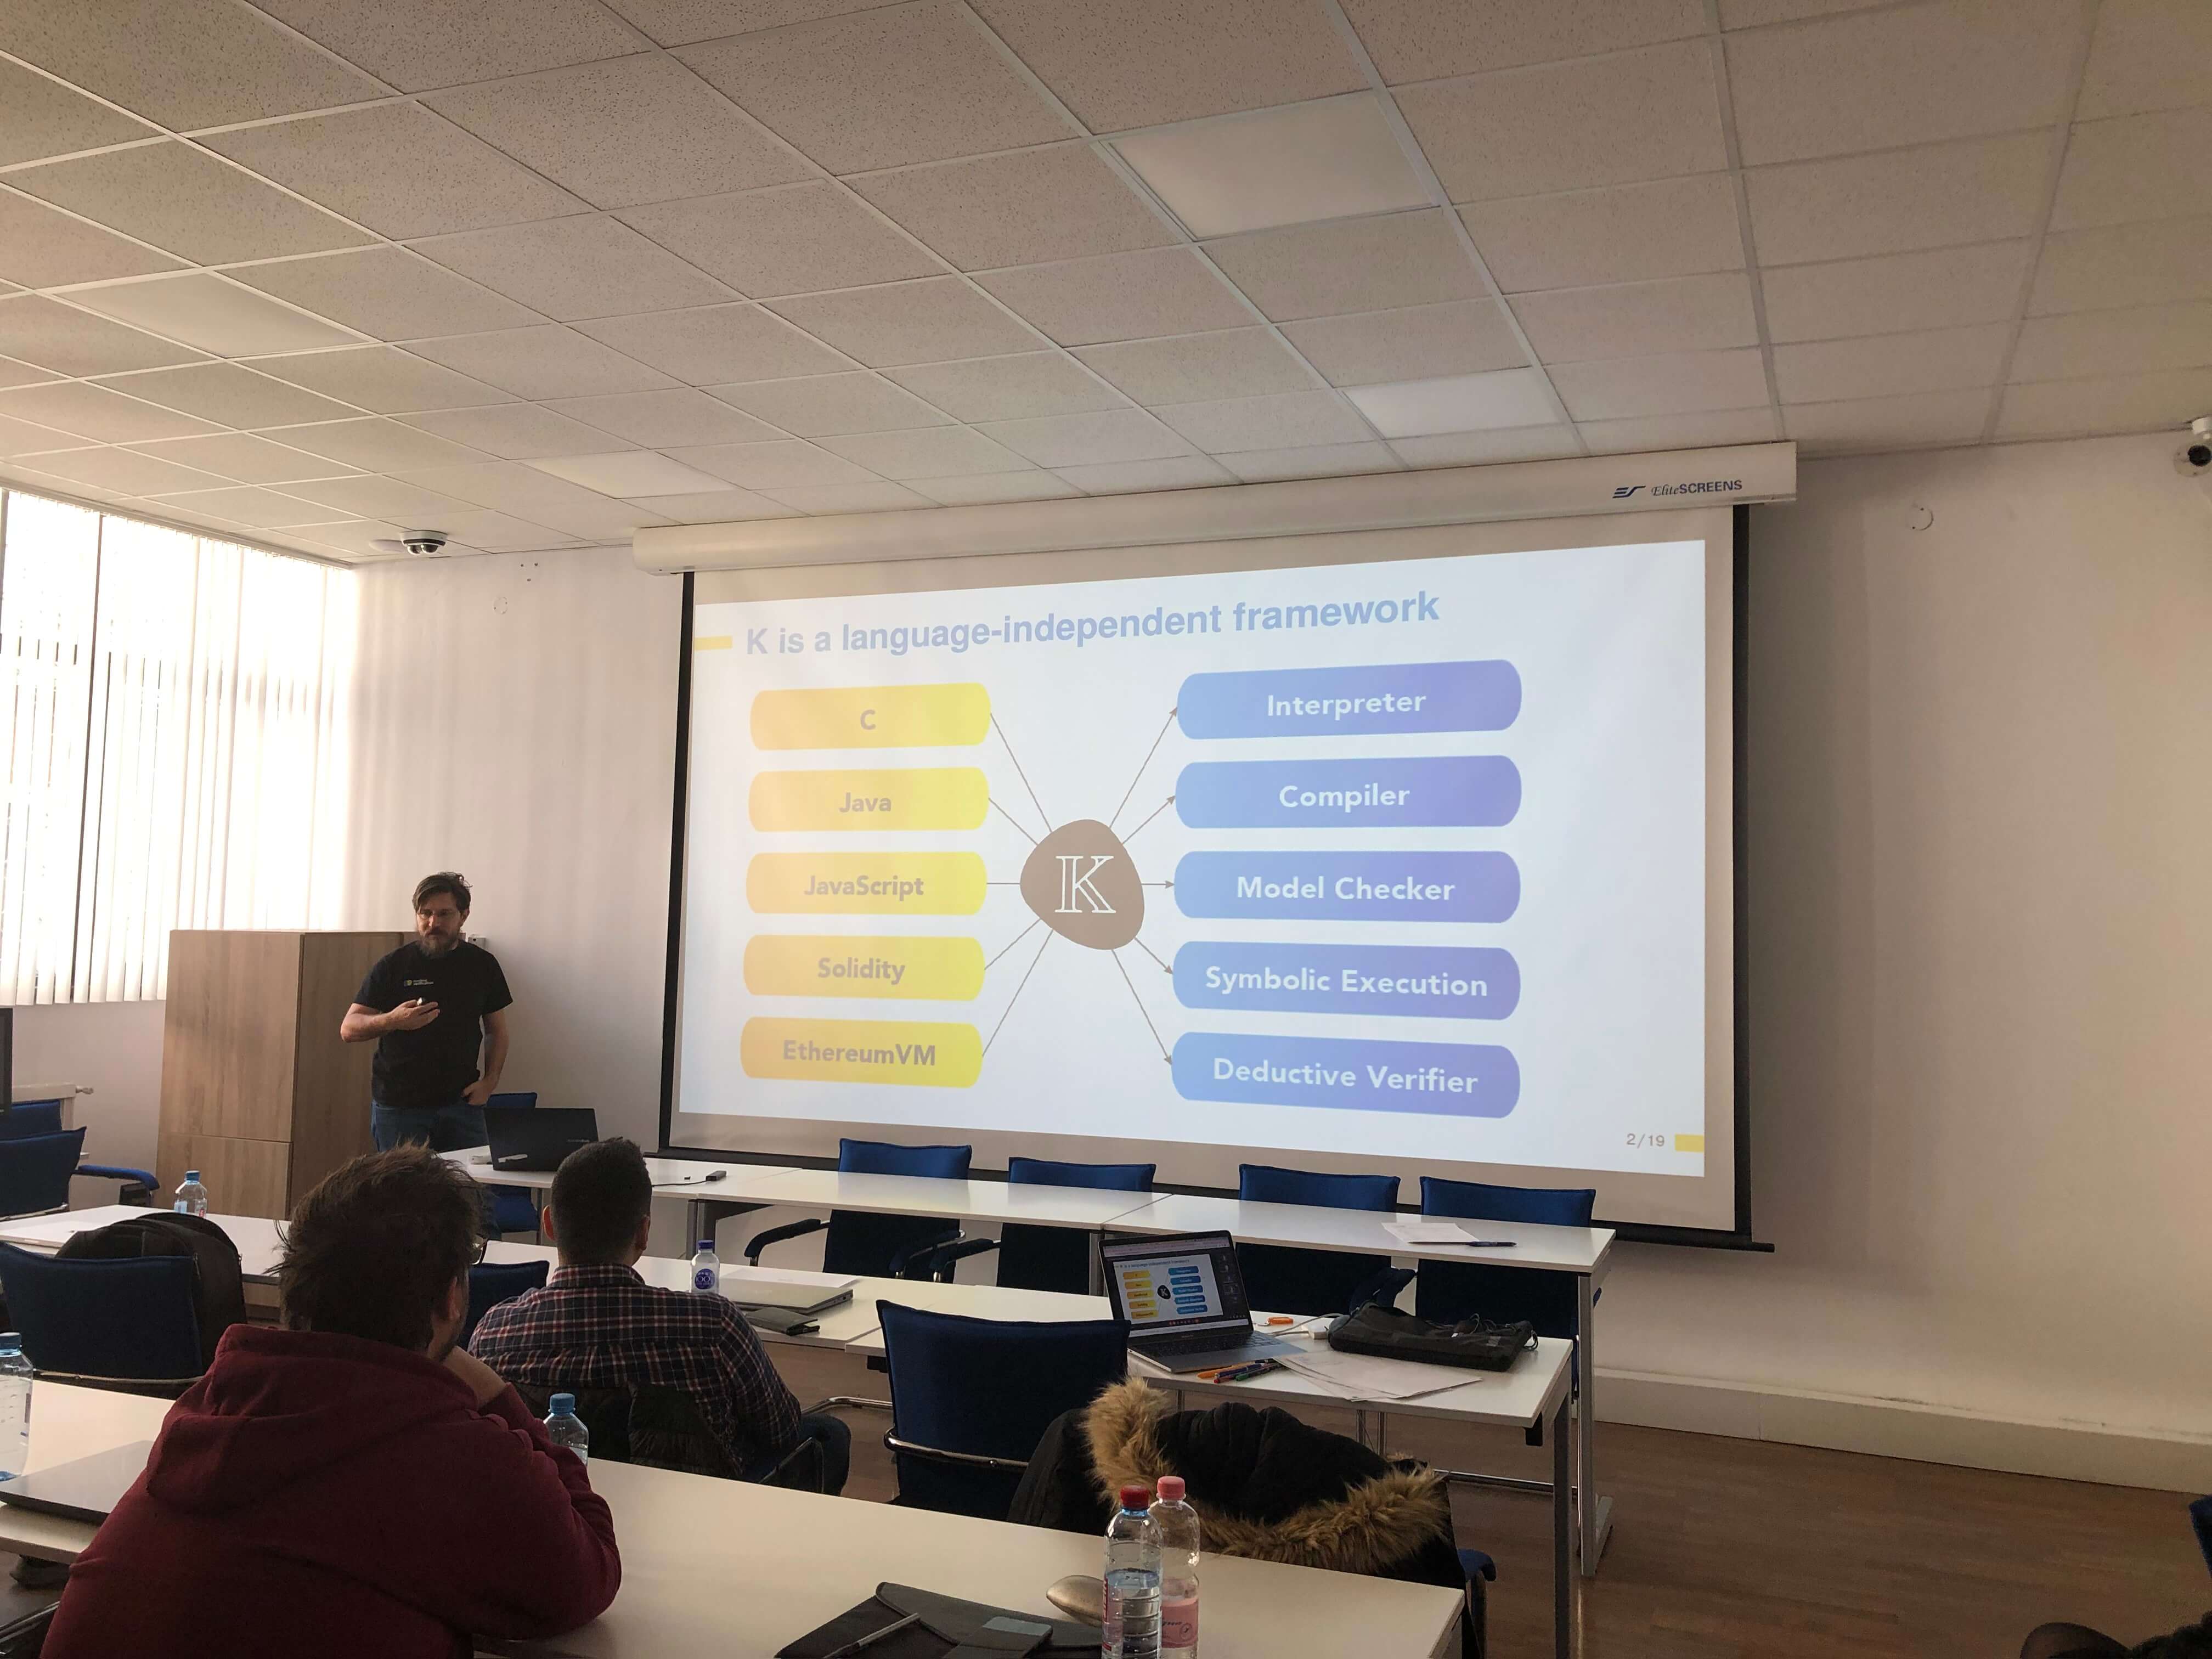 EliteSCREENS
K is a language-independent framework
C
Java
JavaScript
Solidity
EthereumVM
K
Interpreter
Compiler
Model Checker
Symbolic Execution
Deductive Verifier
2/19